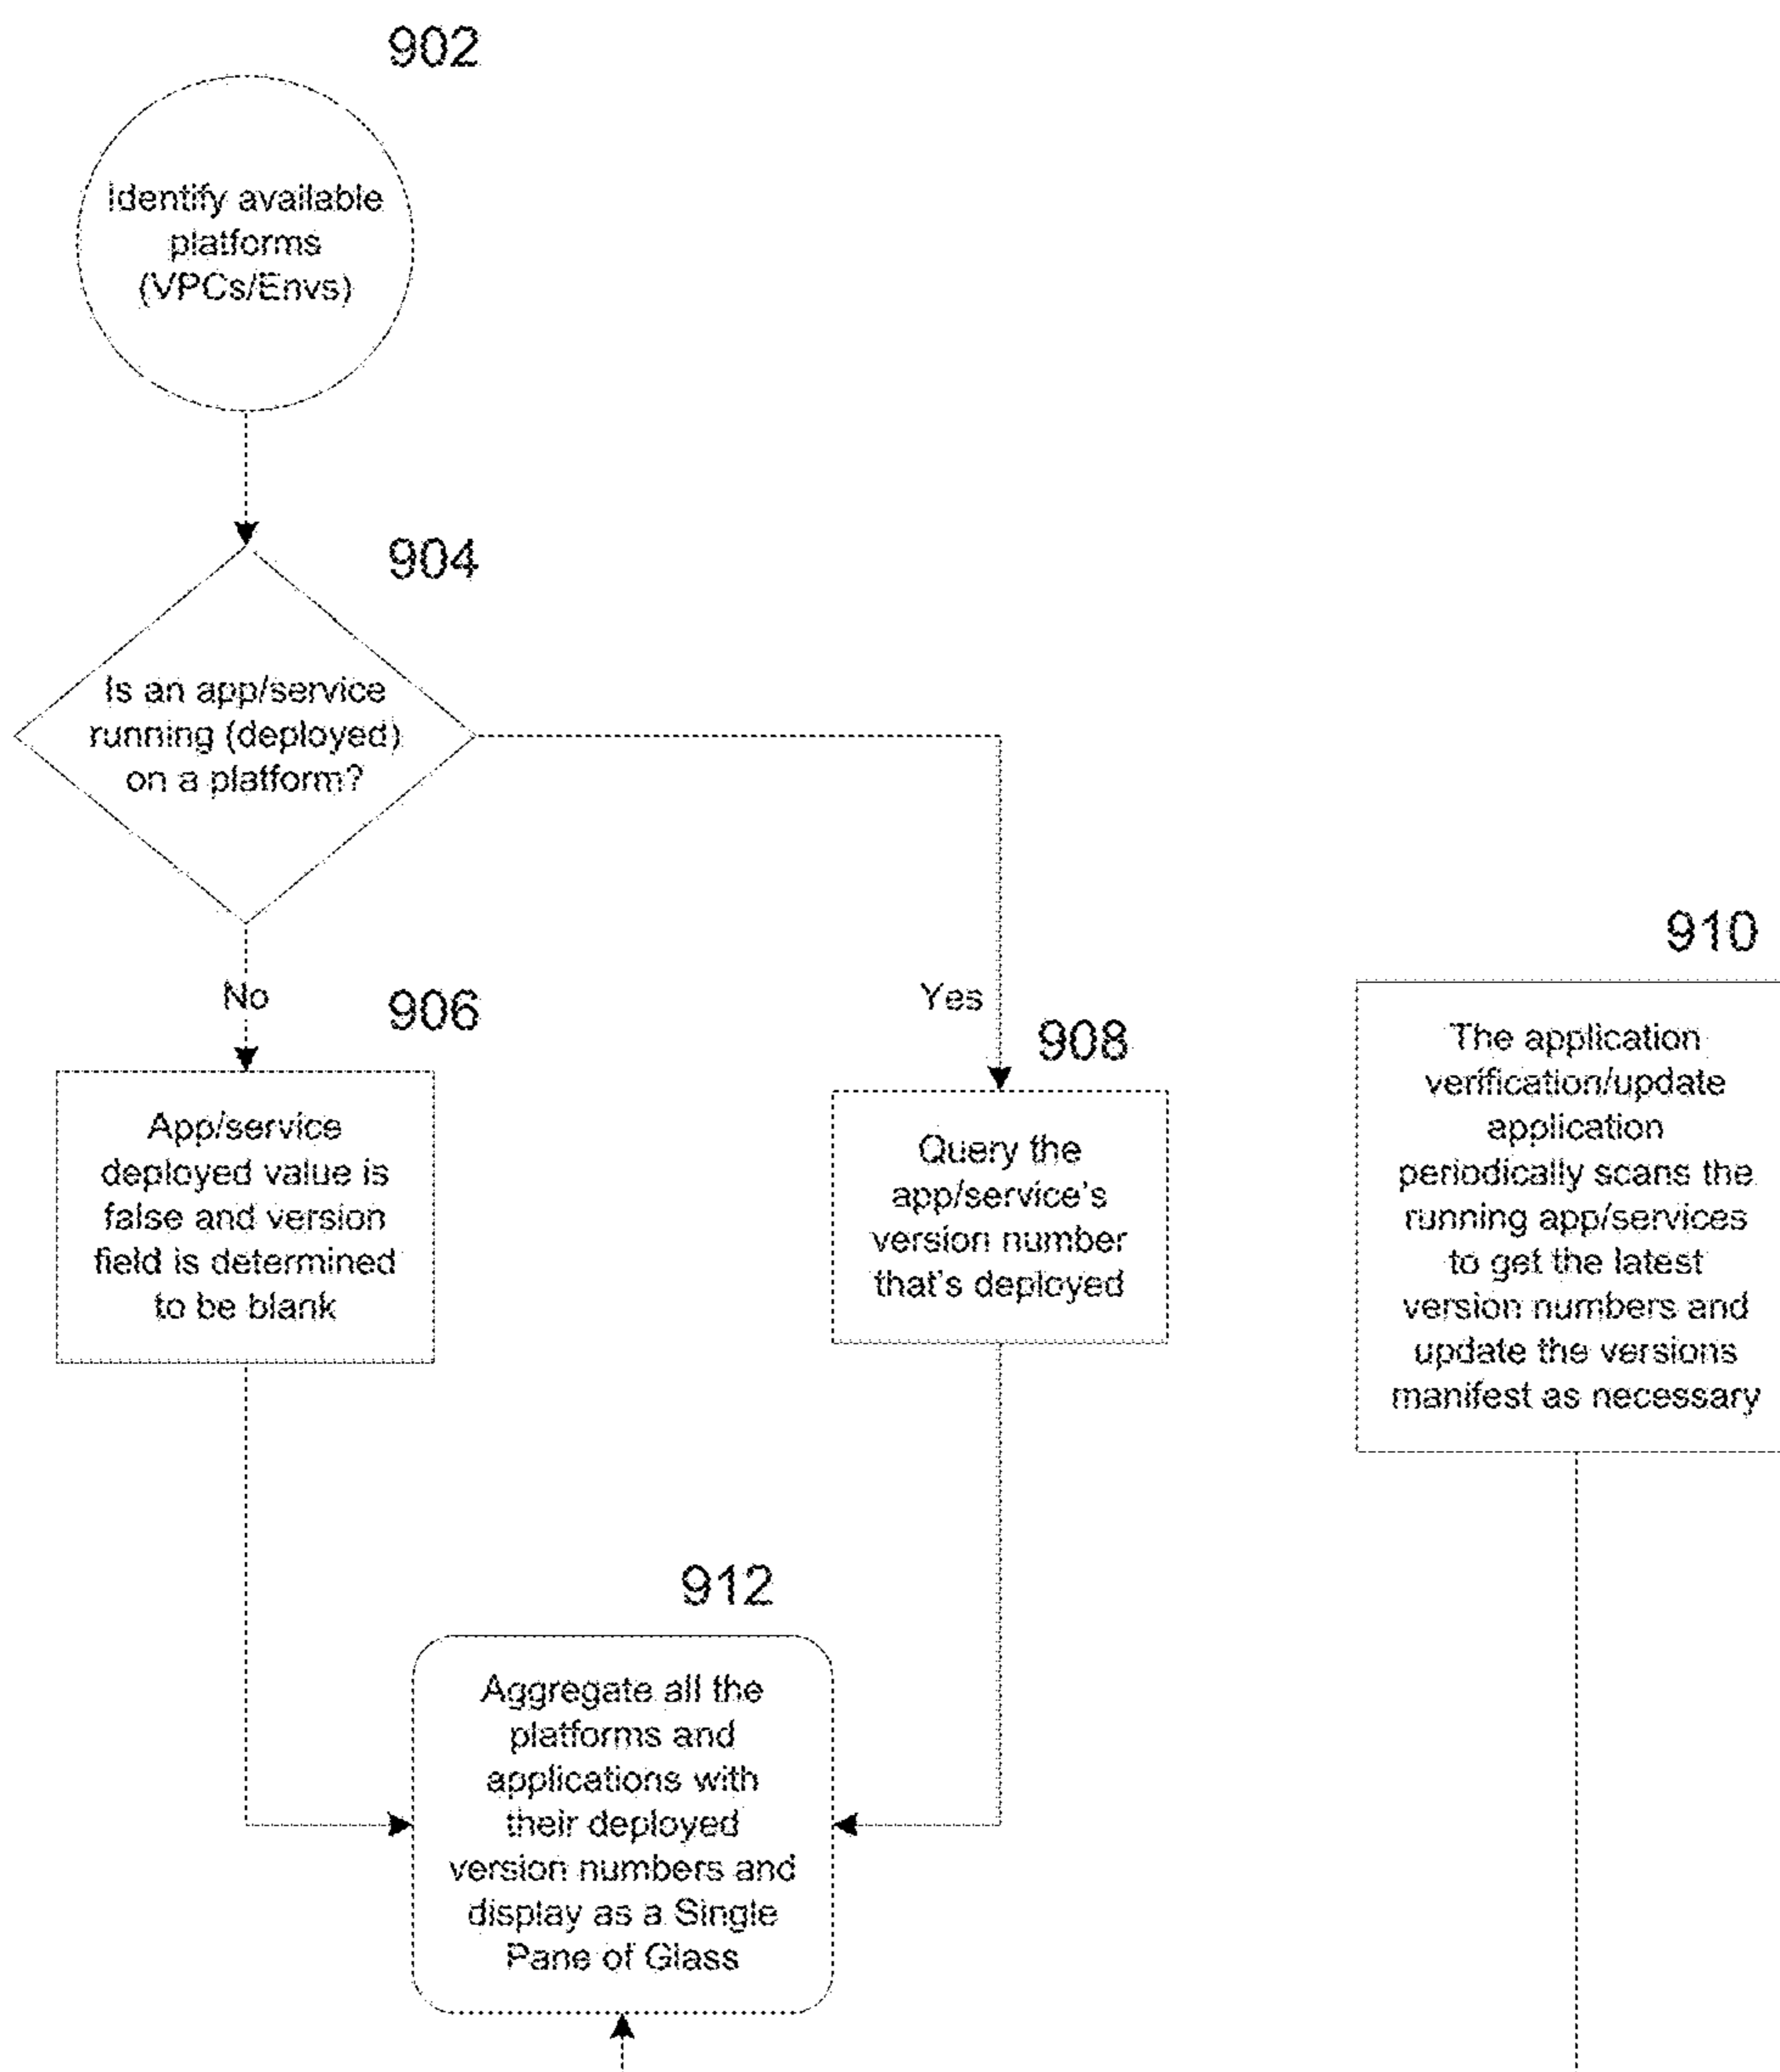 902
Identify available
platforms
(VPCs/Envs)
904
Is an app/service
running (deployed)
on a platform?
No
906
App/service
deployed value is
false and version
field is determined
to be blank
Yes
908
Query the
app/service's
version number
that's deployed
910
The application
verification/update
application
periodically scans the
running app/services
to get the latest
version numbers and
update the versions
manifest as necessary
912
Aggregate all the
platforms and
applications with
their deployed
version numbers and
display as a Single
Pane of Glass